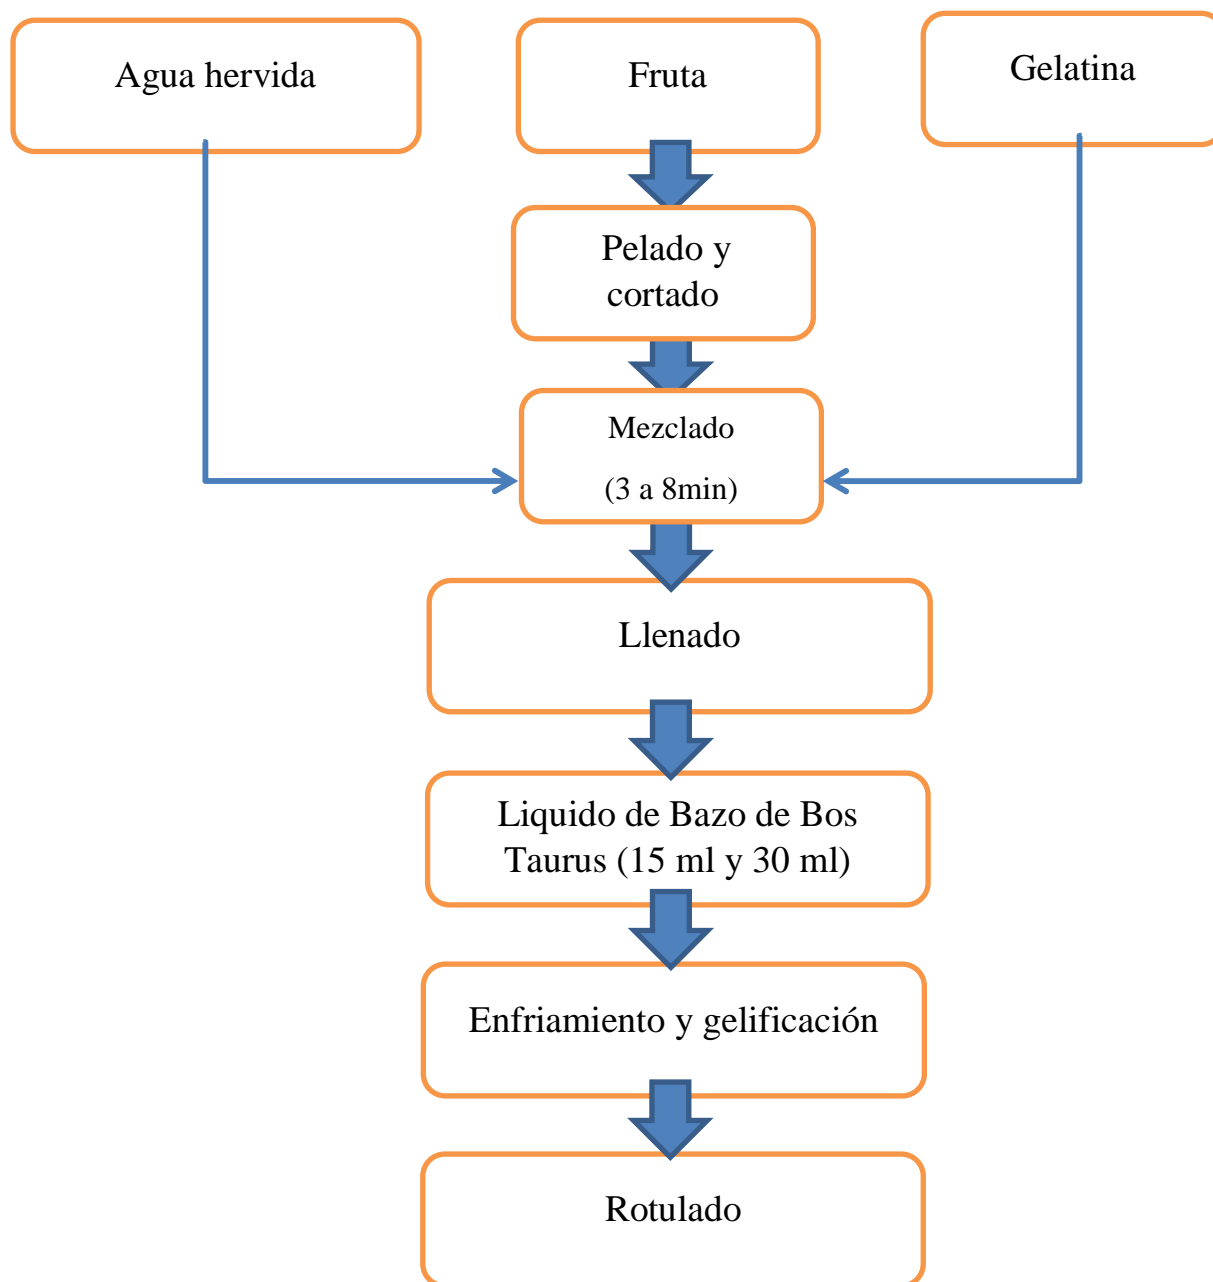 Agua hervida
Fruta
Gelatina
Pelado y
cortado
Mezclado
(3 a 8min)
Llenado
Liquido de Bazo de Bos
Taurus (15 ml y 30 ml)
Enfriamiento y gelificación
Rotulado